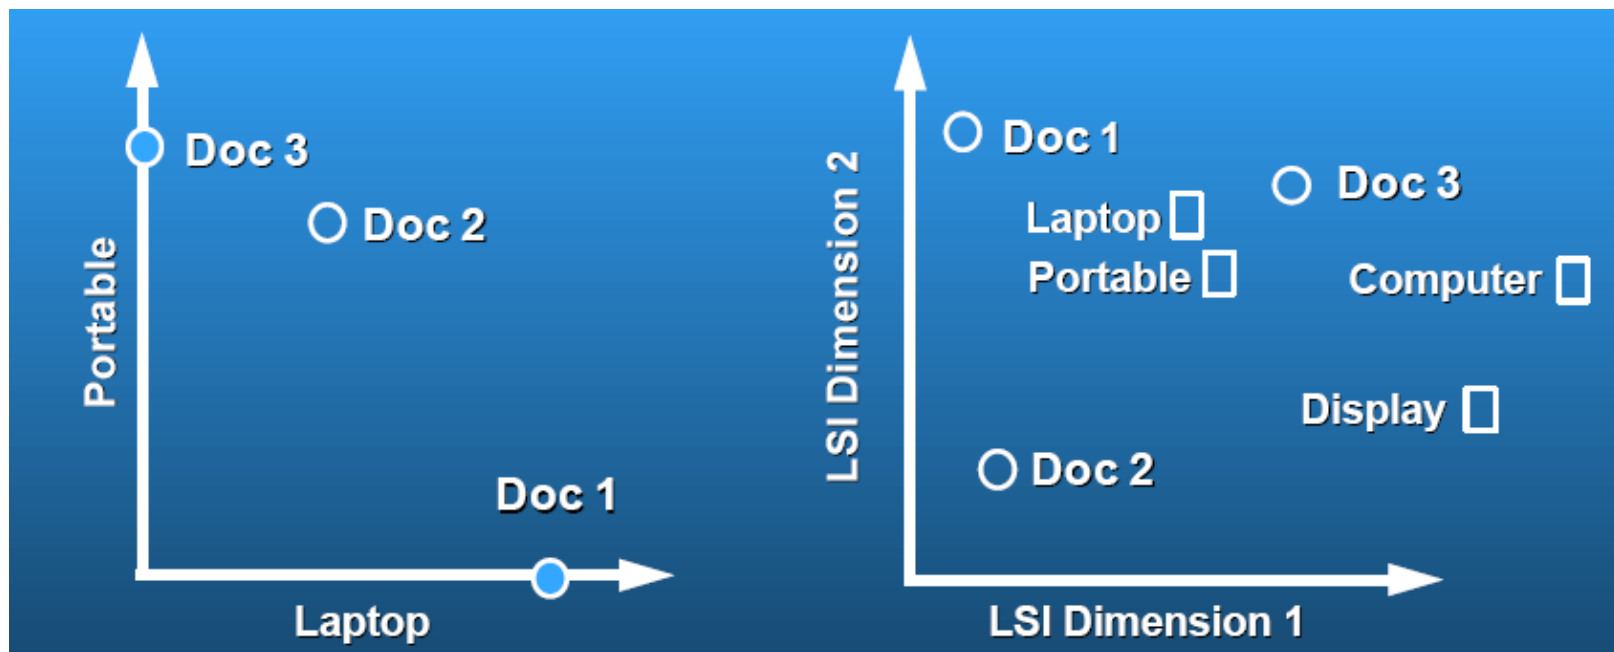 Doc 3
Doc 2
Portable
Doc 1
Laptop
Doc 1
Doc 3
Laptop
Portable
Computer
LSI Dimension 2
Display
Doc 2
LSI Dimension 1